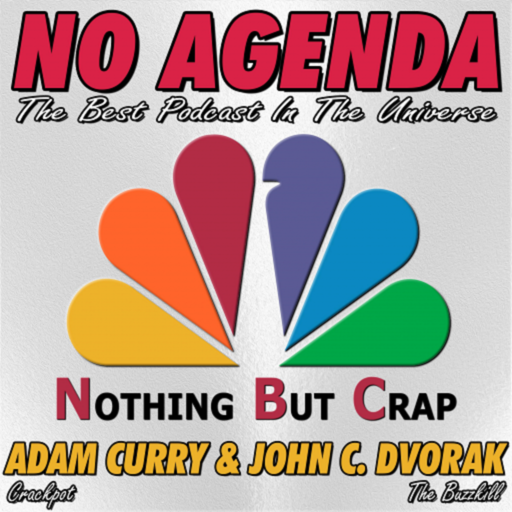 NO AGENDA
The Best Podcast In The Universe
NOTHING BUT CRAP
ADAM CURRY & JOHN C. DVORAK
Crackpot The Buzzkill